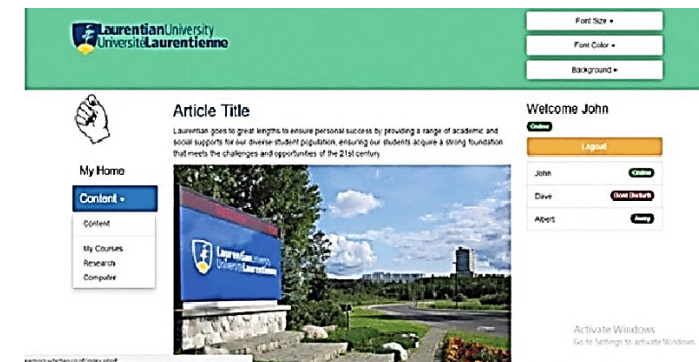 LaurentianUniversity
UniversitéLaurentienne
Font Size
Font Color
Background
Article Title
Laurentian goes to great lengths to ensure personal success by providing a range of academic and
social supports for our diverse student population, ensuring our students acquire a strong foundation
that meets the challenges and opportunities of the 21st century.
My Home
Content
Content
My Courses
Research
Computer
LaurentianUniversity
UniversitéLaurentienne
Welcome John
Online
Logout
John Online
Dave Dont Disturb
Albert Away
Activate Windows
Go to Settings to activate Windows.